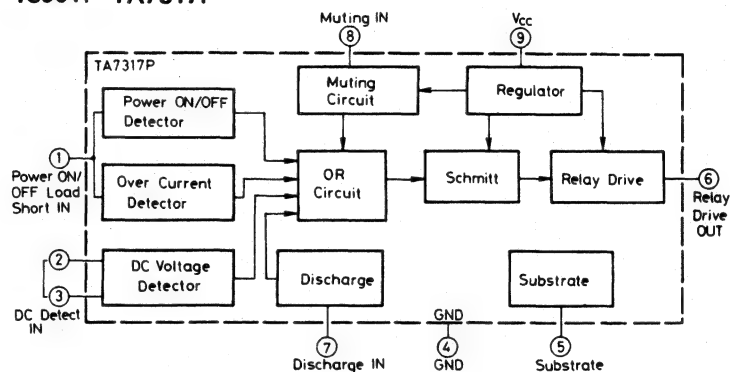 TA7317P
Muting IN
8
Vcc
9
TA7317P
Power ON/OFF
Detector
Muting
Circuit
Regulator
1
Power ON/
OFF Load
Short IN
Over Current
Detector
OR
Circuit
Schmitt
Relay Drive
6
Relay
Drive
OUT
2
3
DC Detect
IN
DC Voltage
Detector
Discharge
Substrate
GND
7
Discharge IN
4
GND
5
Substrate